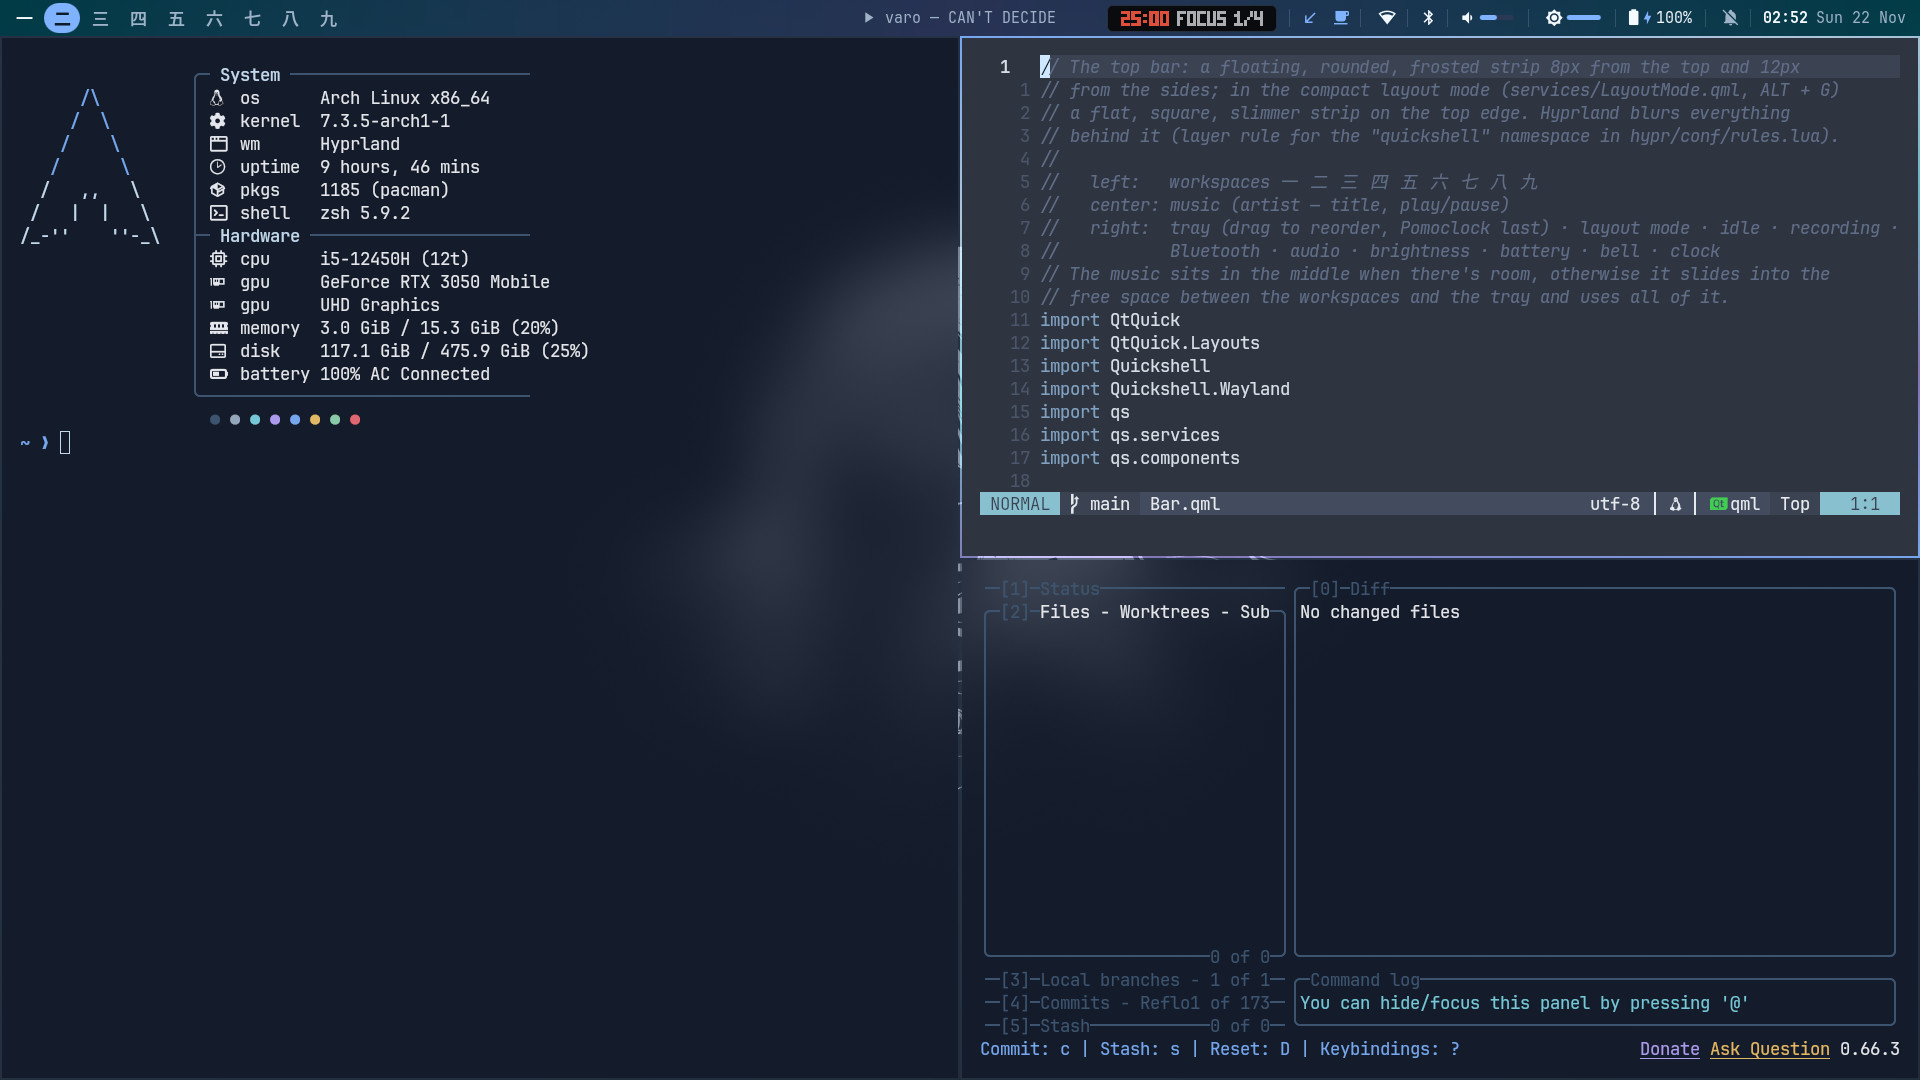 一 二 三 四 五 六 七 八 九
varo — CAN'T DECIDE
25:00 FOCUS 1/4
100%
02:52 Sun 22 Nov
System
os Arch Linux x86_64
kernel 7.3.5-arch1-1
wm Hyprland
uptime 9 hours, 46 mins
pkgs 1185 (pacman)
shell zsh 5.9.2
Hardware
cpu i5-12450H (12t)
gpu GeForce RTX 3050 Mobile
gpu UHD Graphics
memory 3.0 GiB / 15.3 GiB (20%)
disk 117.1 GiB / 475.9 GiB (25%)
battery 100% AC Connected
~ ❯
1 // The top bar: a floating, rounded, frosted strip 8px from the top and 12px
1 // from the sides; in the compact layout mode (services/LayoutMode.qml, ALT + G)
2 // a flat, square, slimmer strip on the top edge. Hyprland blurs everything
3 // behind it (layer rule for the "quickshell" namespace in hypr/conf/rules.lua).
4 //
5 // left: workspaces 一 二 三 四 五 六 七 八 九
6 // center: music (artist — title, play/pause)
7 // right: tray (drag to reorder, Pomoclock last) · layout mode · idle · recording ·
8 // Bluetooth · audio · brightness · battery · bell · clock
9 // The music sits in the middle when there's room, otherwise it slides into the
10 // free space between the workspaces and the tray and uses all of it.
11 import QtQuick
12 import QtQuick.Layouts
13 import Quickshell
14 import Quickshell.Wayland
15 import qs
16 import qs.services
17 import qs.components
18
NORMAL main Bar.qml utf-8 | | Qt qml Top 1:1
[1]─Status
[2]─Files - Worktrees - Sub
0 of 0
[3]─Local branches - 1 of 1
[4]─Commits - Reflo1 of 173
[5]─Stash 0 of 0
[0]─Diff
No changed files
Command log
You can hide/focus this panel by pressing '@'
Commit: c | Stash: s | Reset: D | Keybindings: ?
Donate Ask Question 0.66.3